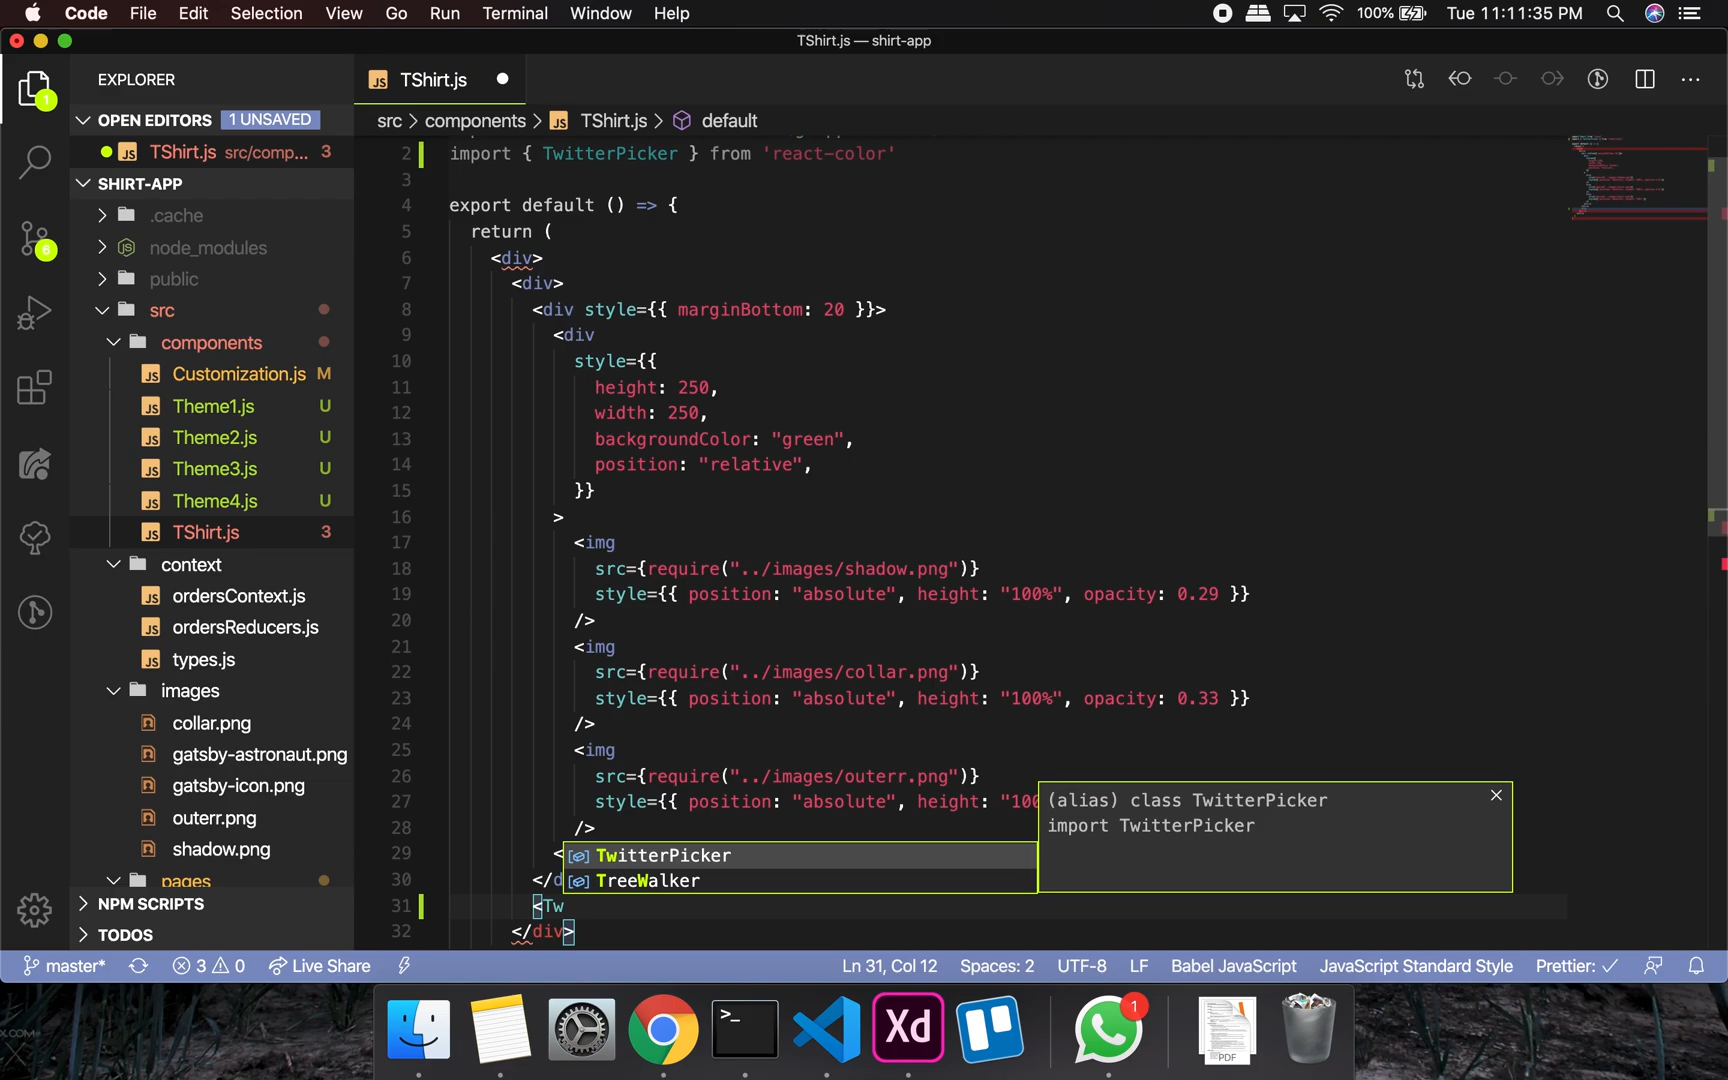 Code File Edit Selection View Go Run Terminal Window Help 100% Tue 11:11:35 PM
TShirt.js — shirt-app
EXPLORER
OPEN EDITORS 1 UNSAVED
TShirt.js src/comp... 3
SHIRT-APP
.cache
node_modules
public
src
components
Customization.js M
Theme1.js U
Theme2.js U
Theme3.js U
Theme4.js U
TShirt.js 3
context
ordersContext.js
ordersReducers.js
types.js
images
collar.png
gatsby-astronaut.png
gatsby-icon.png
outerr.png
shadow.png
pages
NPM SCRIPTS
TODOS
1
6
TShirt.js
src > components > TShirt.js > default
2 import { TwitterPicker } from 'react-color'
3
4 export default () => {
5 return (
6 <div>
7 <div>
8 <div style={{ marginBottom: 20 }}>
9 <div
10 style={{
11 height: 250,
12 width: 250,
13 backgroundColor: "green",
14 position: "relative",
15 }}
16 >
17 <img
18 src={require("../images/shadow.png")}
19 style={{ position: "absolute", height: "100%", opacity: 0.29 }}
20 />
21 <img
22 src={require("../images/collar.png")}
23 style={{ position: "absolute", height: "100%", opacity: 0.33 }}
24 />
25 <img
26 src={require("../images/outerr.png")}
27 style={{ position: "absolute", height: "100
28 />
29 <
30 </d
31 <Tw
32 </div>
(alias) class TwitterPicker
import TwitterPicker
TwitterPicker
TreeWalker
master* 3 0 Live Share Ln 31, Col 12 Spaces: 2 UTF-8 LF Babel JavaScript JavaScript Standard Style Prettier: ✓
>_
Xd
1
PDF